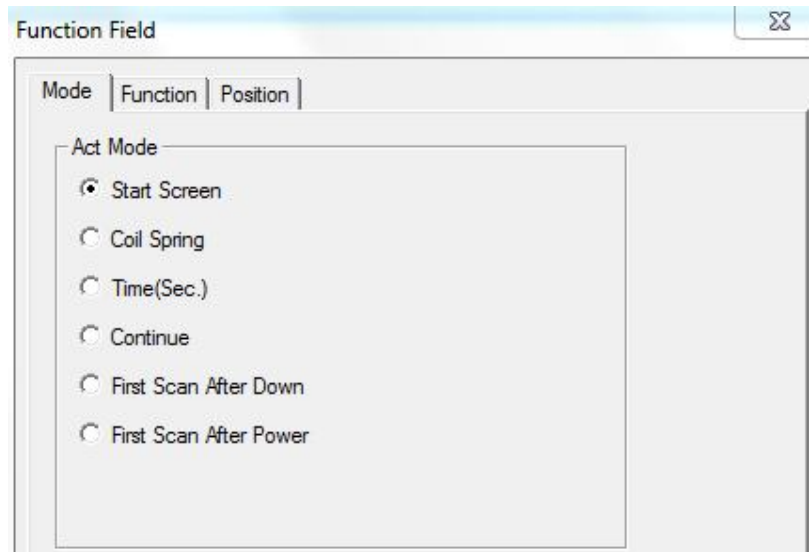 Function Field
Mode Function Position
Act Mode
Start Screen
Coil Spring
Time(Sec.)
Continue
First Scan After Down
First Scan After Power